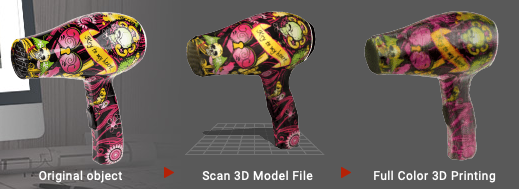 Original object
Scan 3D Model File
Full Color 3D Printing